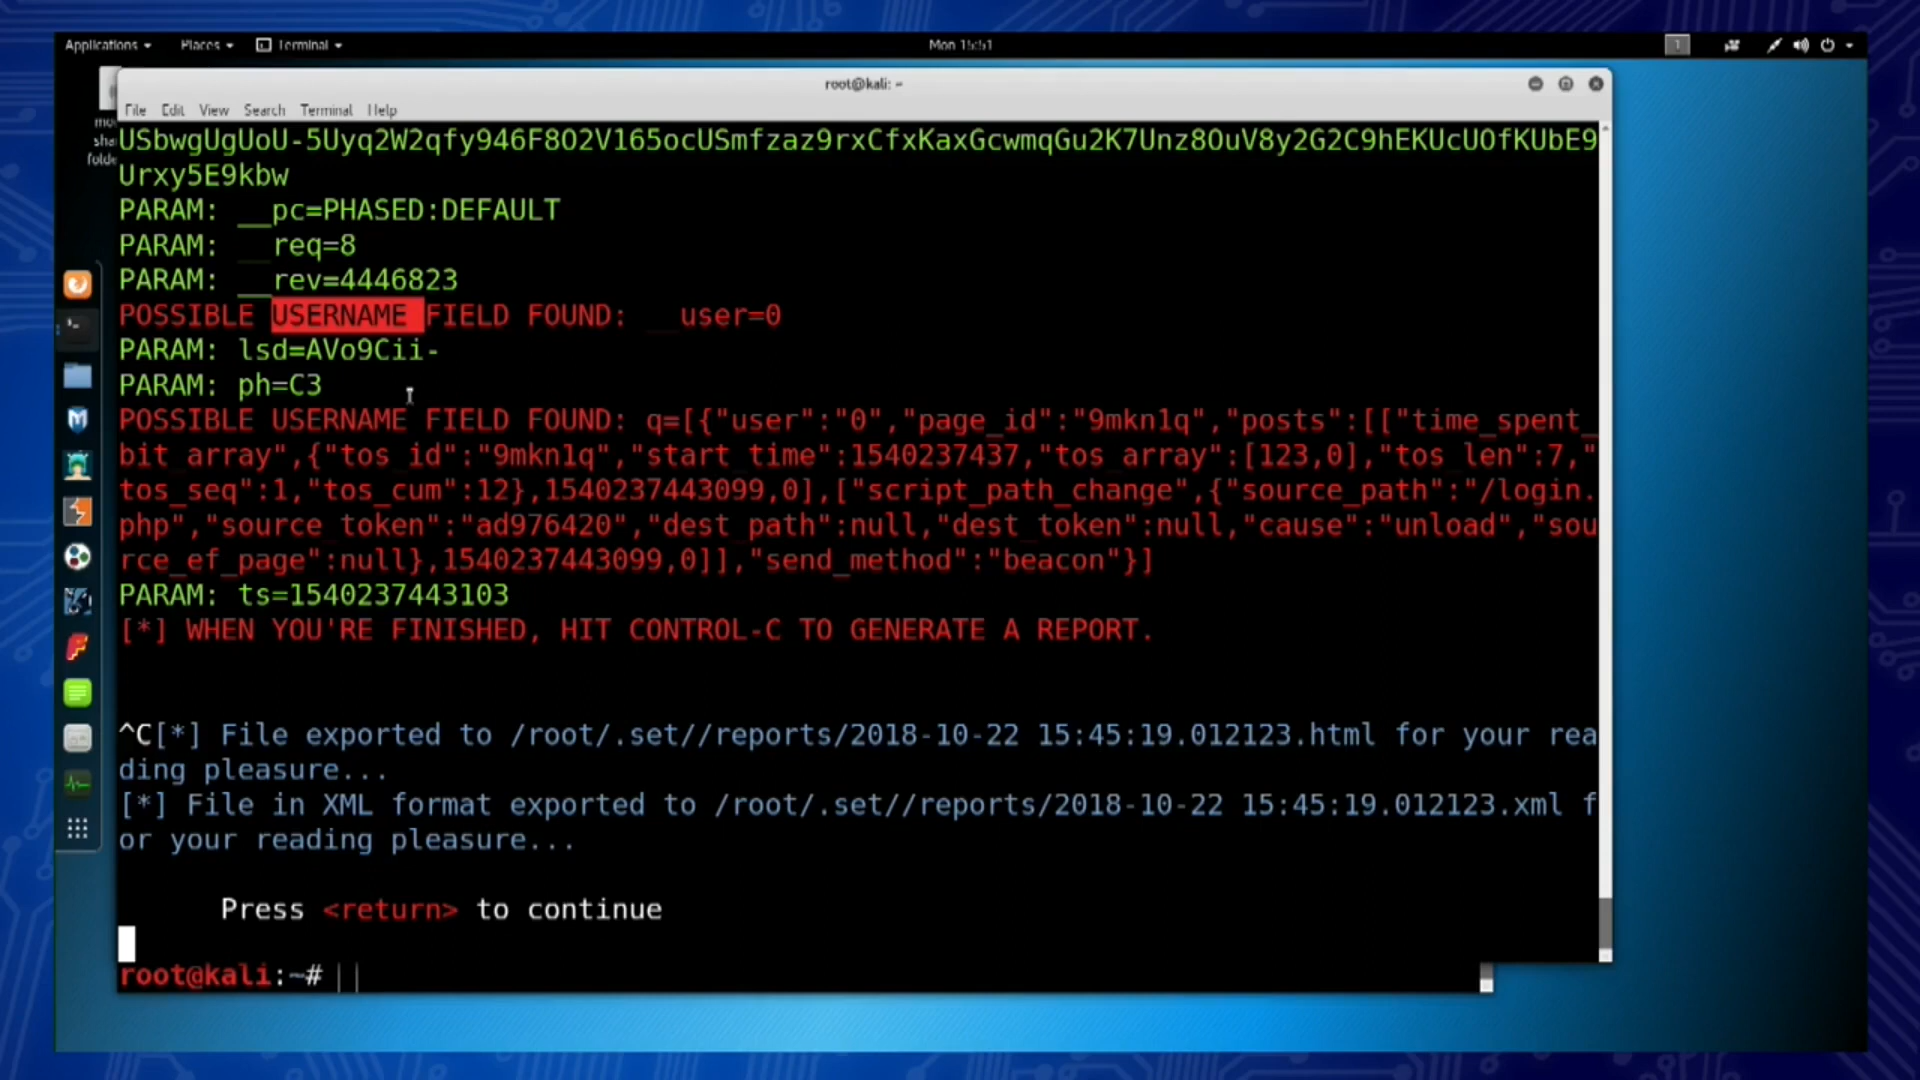 Applications Places Terminal Mon 15:51 1
root@kali: ~
File Edit View Search Terminal Help
sha
folde
USbwgUgUoU-5Uyq2W2qfy946F8O2V165ocUSmfzaz9rxCfxKaxGcwmqGu2K7Unz8OuV8y2G2C9hEKUcUOfKUbE9
Urxy5E9kbw
PARAM: __pc=PHASED:DEFAULT
PARAM: __req=8
PARAM: __rev=4446823
POSSIBLE USERNAME FIELD FOUND: __user=0
PARAM: lsd=AVo9Cii-
PARAM: ph=C3
POSSIBLE USERNAME FIELD FOUND: q=[{"user":"0","page_id":"9mkn1q","posts":[["time_spent_
bit_array",{"tos_id":"9mkn1q","start_time":1540237437,"tos_array":[123,0],"tos_len":7,"
tos_seq":1,"tos_cum":12},1540237443099,0],["script_path_change",{"source_path":"/login.
php","source_token":"ad976420","dest_path":null,"dest_token":null,"cause":"unload","sou
rce_ef_page":null},1540237443099,0]],"send_method":"beacon"}]
PARAM: ts=1540237443103
[*] WHEN YOU'RE FINISHED, HIT CONTROL-C TO GENERATE A REPORT.
^C[*] File exported to /root/.set//reports/2018-10-22 15:45:19.012123.html for your rea
ding pleasure...
[*] File in XML format exported to /root/.set//reports/2018-10-22 15:45:19.012123.xml f
or your reading pleasure...
Press <return> to continue
root@kali:~#